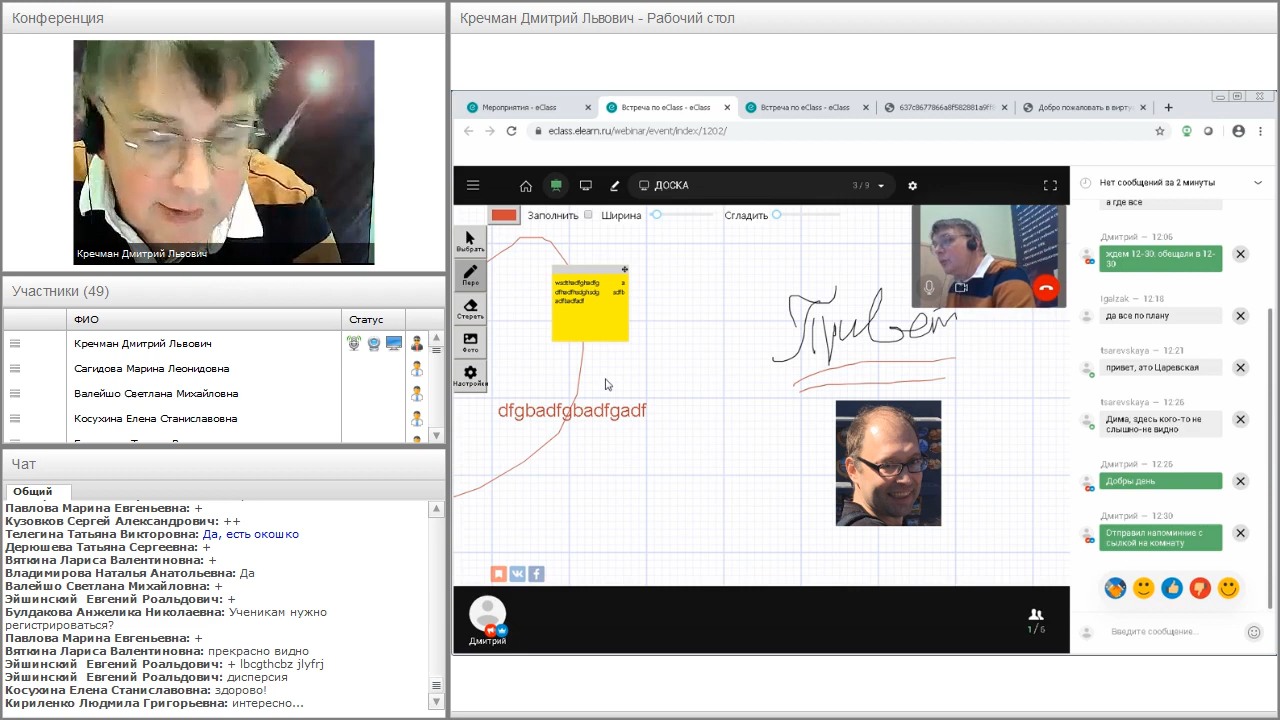 Конференция
Кречман Дмитрий Львович
Участники (49)
ФИО
Статус
Кречман Дмитрий Львович
Сагидова Марина Леонидовна
Валейшо Светлана Михайловна
Косухина Елена Станиславовна
Чат
Общий
Павлова Марина Евгеньевна: +
Кузовков Сергей Александрович: ++
Телегина Татьяна Викторовна: Да, есть окошко
Дерюшева Татьяна Сергеевна: +
Вяткина Лариса Валентиновна: +
Владимирова Наталья Анатольевна: Да
Валейшо Светлана Михайловна: +
Эйшинский Евгений Роальдович: +
Булдакова Анжелика Николаевна: Ученикам нужно
регистрироваться?
Павлова Марина Евгеньевна: +
Вяткина Лариса Валентиновна: прекрасно видно
Эйшинский Евгений Роальдович: + lbcgthcbz jlyfrj
Эйшинский Евгений Роальдович: дисперсия
Косухина Елена Станиславовна: здорово!
Кириленко Людмила Григорьевна: интересно...
Кречман Дмитрий Львович - Рабочий стол
Мероприятия - eClass
Встреча по eClass - eClass
Встреча по eClass - eClass
Добро пожаловать в вирту
eclass.elearn.ru/webinar/event/index/1202/
ДОСКА
3 / 9
Заполнить
Ширина
Сгладить
Выбрать
Перо
Стереть
Фото
Настройки
Привет
dfgbadfgbadfgadf
Дмитрий
1 / 5
Нет сообщений за 2 минуты
а где все
Дмитрий — 12:06
ждем 12-30. обещали в 12-
30
Igalzak — 12:18
да все по плану
tsarevskaya — 12:21
привет, это Царевская
tsarevskaya — 12:26
Дима, здесь кого-то не
слышно-не видно
Дмитрий — 12:26
Добры день
Дмитрий — 12:30
Отправил напоминние с
сылкой на комнату
Введите сообщение...